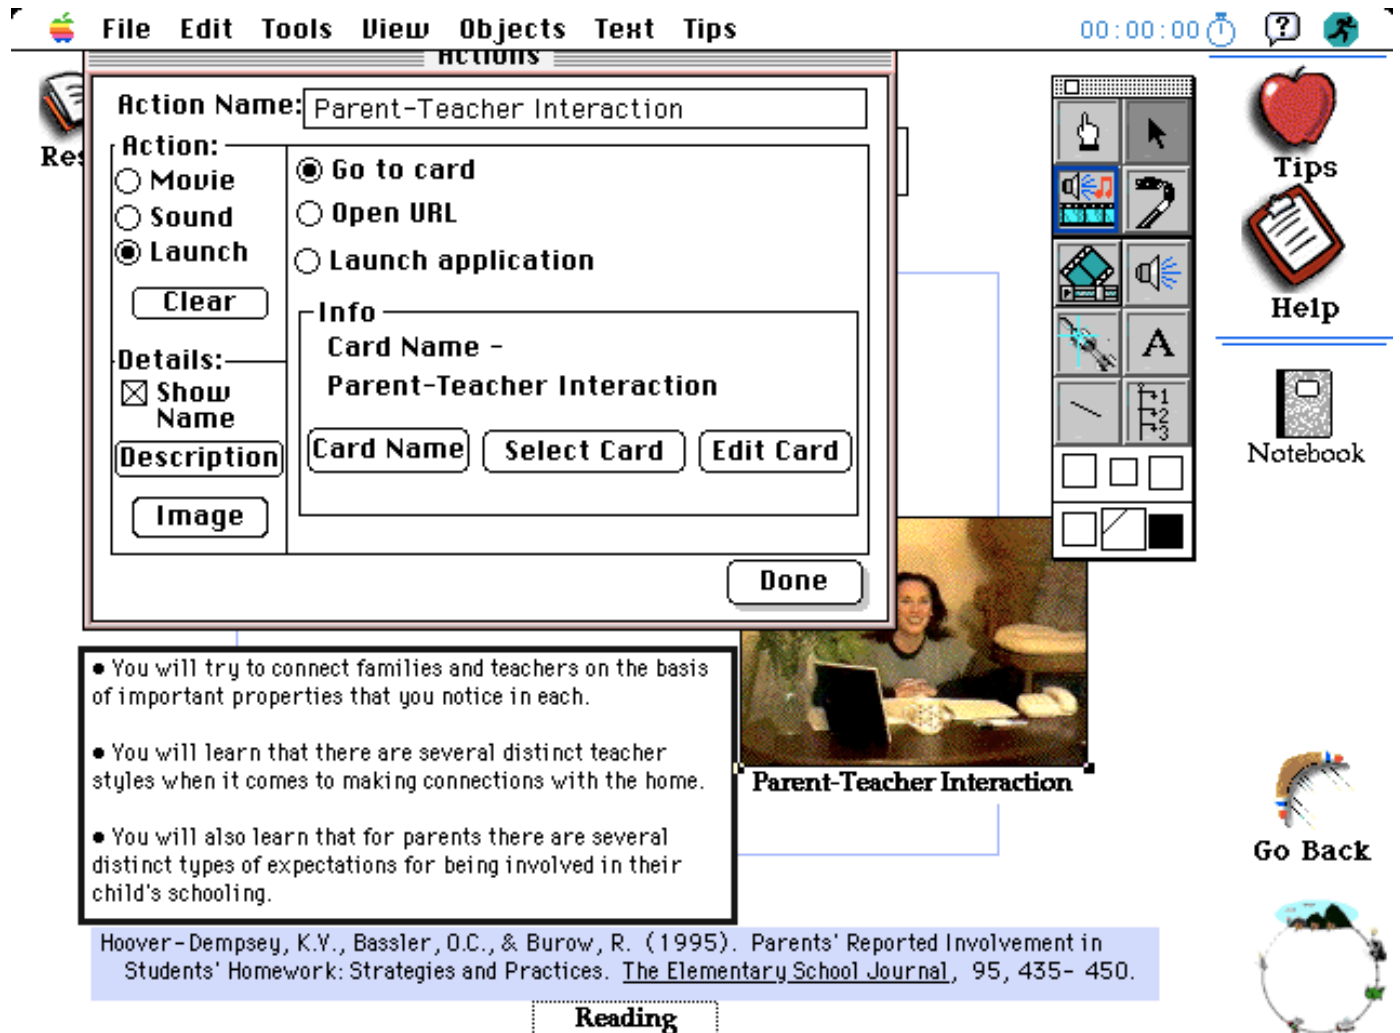 File Edit Tools View Objects Text Tips 00:00:00 ?
Actions
Action Name: Parent-Teacher Interaction
Res
Action:
Movie
Sound
Launch
Clear
Details:
Show
Name
Description
Image
Go to card
Open URL
Launch application
Info
Card Name -
Parent-Teacher Interaction
Card Name Select Card Edit Card
Done
A
1
2
3
Tips
Help
Notebook
Go Back
Parent-Teacher Interaction
• You will try to connect families and teachers on the basis
of important properties that you notice in each.
• You will learn that there are several distinct teacher
styles when it comes to making connections with the home.
• You will also learn that for parents there are several
distinct types of expectations for being involved in their
child's schooling.
Hoover-Dempsey, K.V., Bassler, O.C., & Burow, R. (1995). Parents' Reported Involvement in
Students' Homework: Strategies and Practices. The Elementary School Journal, 95, 435- 450.
Reading